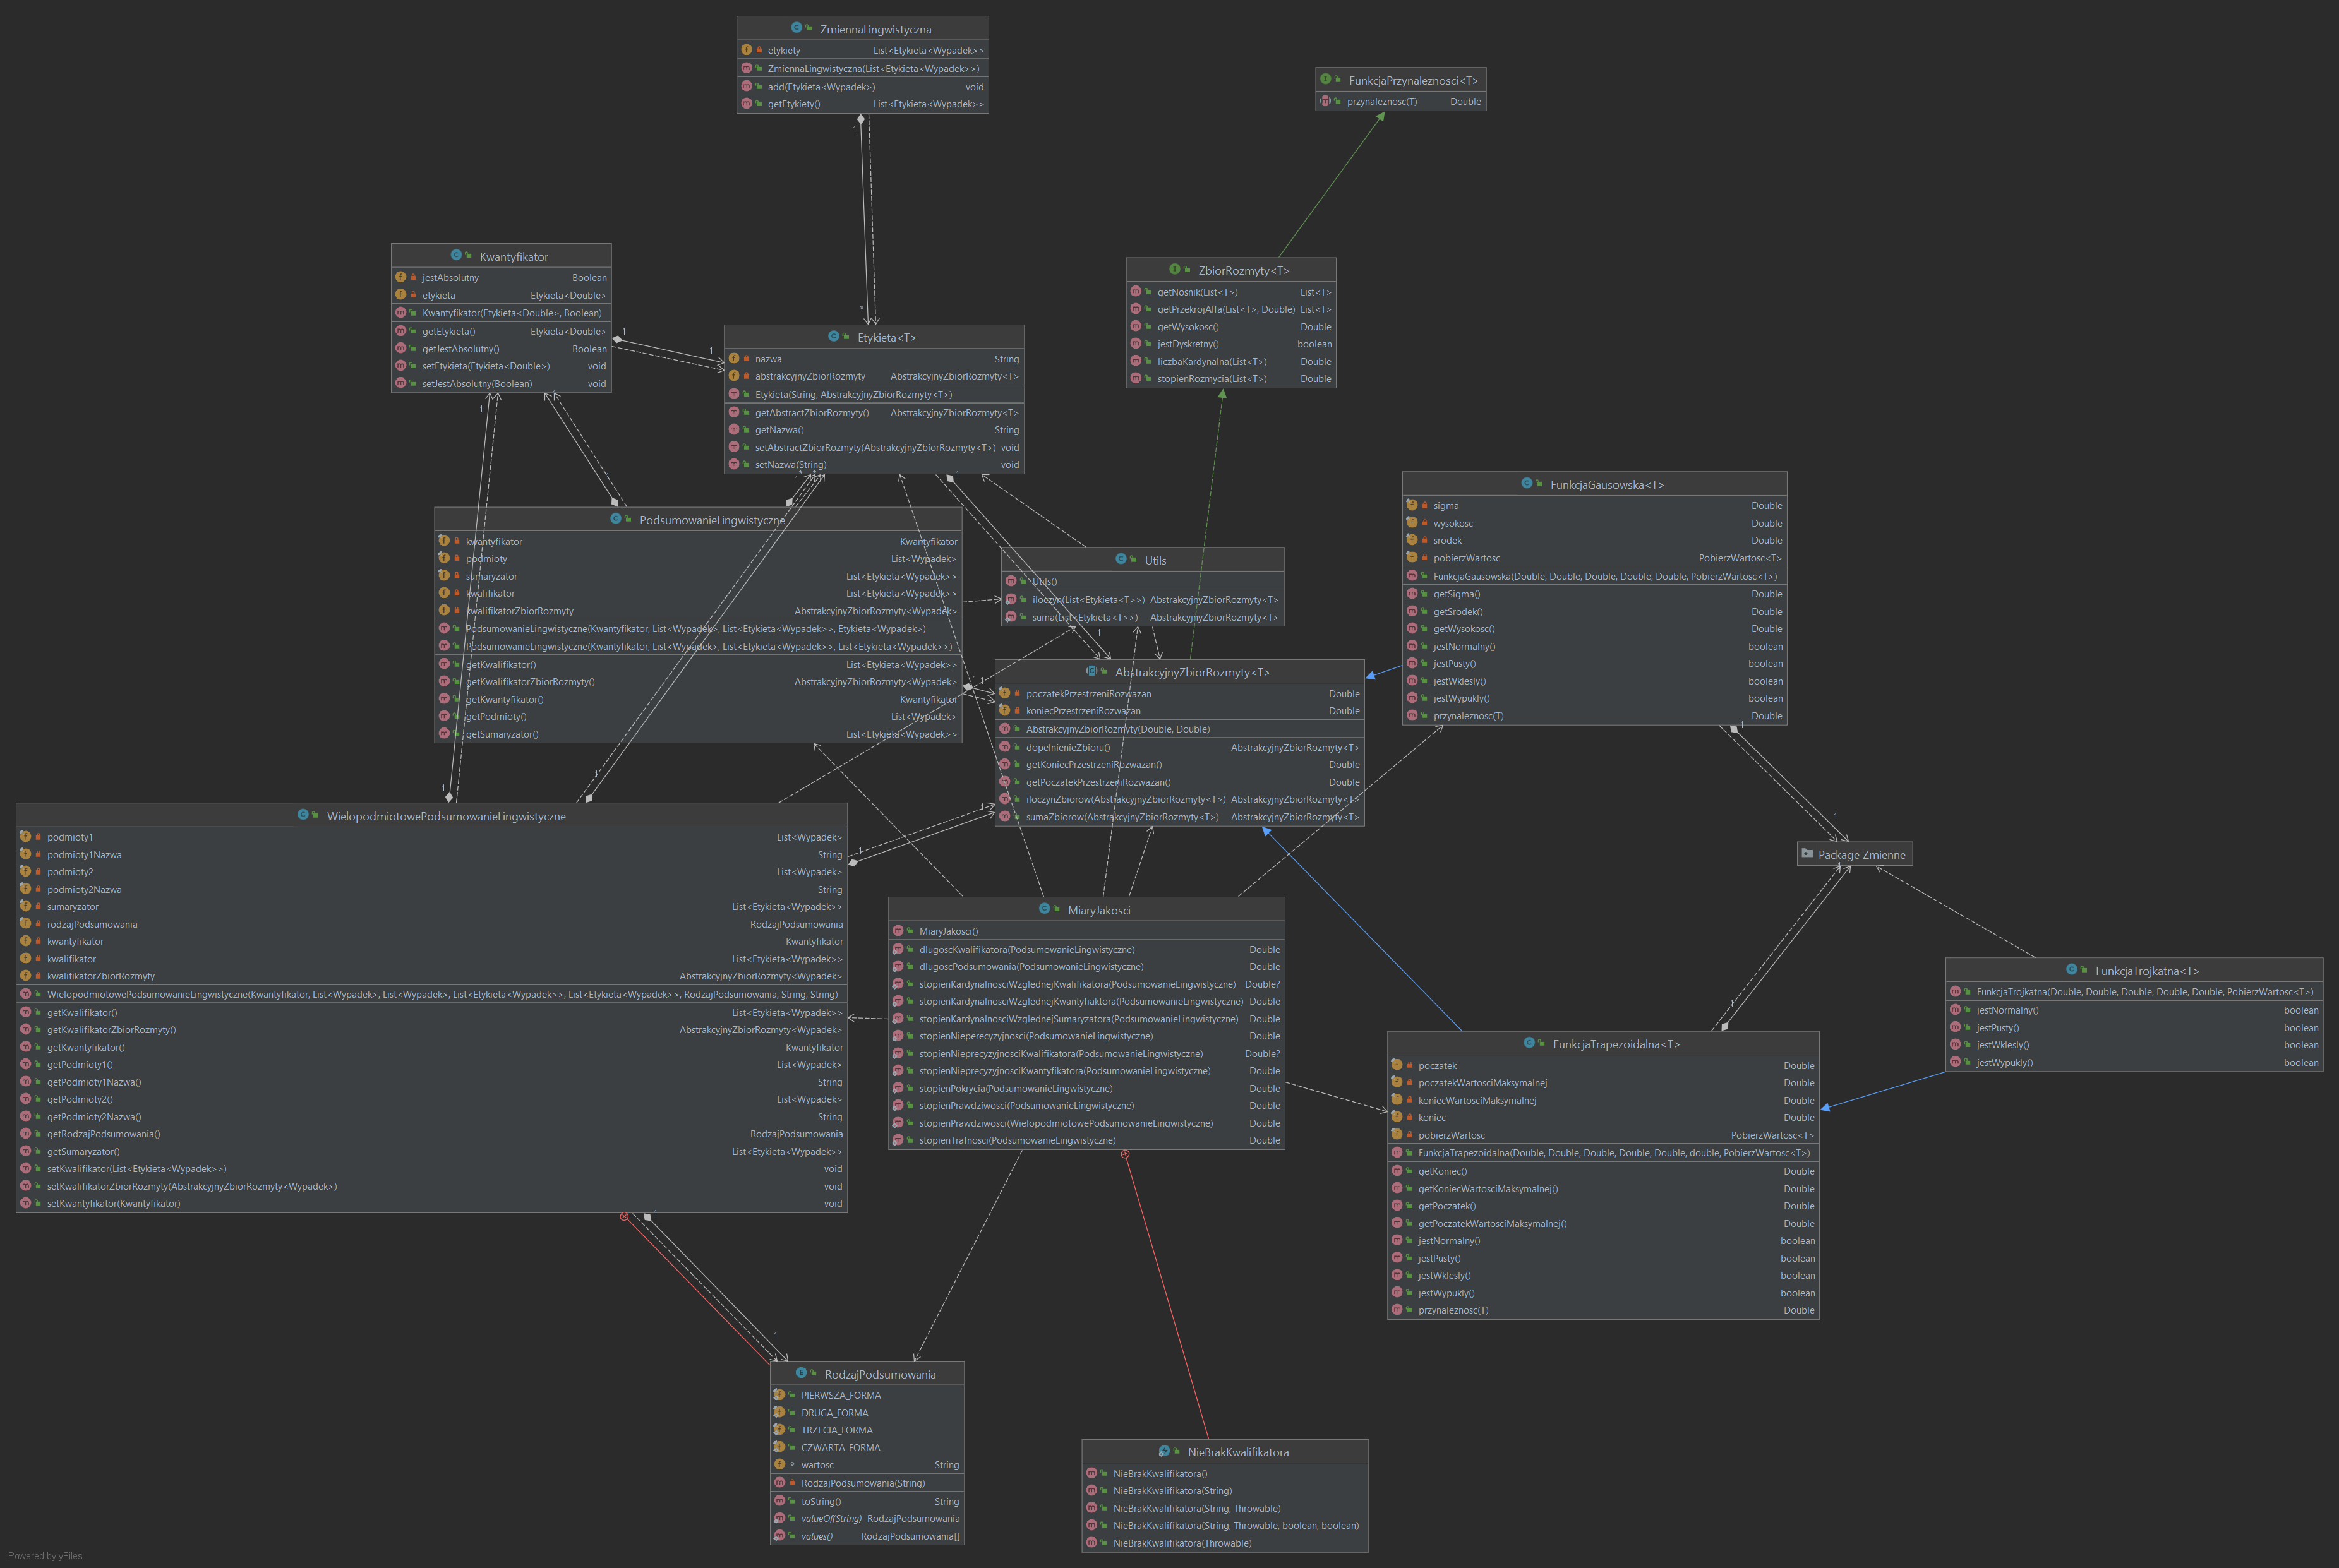 ZmiennaLingwistyczna
etykiety List<Etykieta<Wypadek>>
ZmiennaLingwistyczna(List<Etykieta<Wypadek>>)
add(Etykieta<Wypadek>) void
getEtykiety() List<Etykieta<Wypadek>>
FunkcjaPrzynaleznosci<T>
przynaleznosc(T) Double
1
*
Kwantyfikator
jestAbsolutny Boolean
etykieta Etykieta<Double>
Kwantyfikator(Etykieta<Double>, Boolean)
getEtykieta() Etykieta<Double>
getJestAbsolutny() Boolean
setEtykieta(Etykieta<Double>) void
setJestAbsolutny(Boolean) void
1
1
ZbiorRozmyty<T>
getNosnik(List<T>) List<T>
getPrzekrojAlfa(List<T>, Double) List<T>
getWysokosc() Double
jestDyskretny() boolean
liczbaKardynalna(List<T>) Double
stopienRozmycia(List<T>) Double
Etykieta<T>
nazwa String
abstrakcyjnyZbiorRozmyty AbstrakcyjnyZbiorRozmyty<T>
Etykieta(String, AbstrakcyjnyZbiorRozmyty<T>)
getAbstractZbiorRozmyty() AbstrakcyjnyZbiorRozmyty<T>
getNazwa() String
setAbstractZbiorRozmyty(AbstrakcyjnyZbiorRozmyty<T>) void
setNazwa(String) void
1
1
1
1
*
1
FunkcjaGausowska<T>
sigma Double
wysokosc Double
srodek Double
pobierzWartosc PobierzWartosc<T>
FunkcjaGausowska(Double, Double, Double, Double, Double, PobierzWartosc<T>)
getSigma() Double
getSrodek() Double
getWysokosc() Double
jestNormalny() boolean
jestPusty() boolean
jestWklesly() boolean
jestWypukly() boolean
przynaleznosc(T) Double
PodsumowanieLingwistyczne
kwantyfikator Kwantyfikator
podmioty List<Wypadek>
sumaryzator List<Etykieta<Wypadek>>
kwalifikator List<Etykieta<Wypadek>>
kwalifikatorZbiorRozmyty AbstrakcyjnyZbiorRozmyty<Wypadek>
PodsumowanieLingwistyczne(Kwantyfikator, List<Wypadek>, List<Etykieta<Wypadek>>, Etykieta<Wypadek>)
PodsumowanieLingwistyczne(Kwantyfikator, List<Wypadek>, List<Etykieta<Wypadek>>, List<Etykieta<Wypadek>>)
getKwalifikator() List<Etykieta<Wypadek>>
getKwalifikatorZbiorRozmyty() AbstrakcyjnyZbiorRozmyty<Wypadek>
getKwantyfikator() Kwantyfikator
getPodmioty() List<Wypadek>
getSumaryzator() List<Etykieta<Wypadek>>
Utils
Utils()
iloczyn(List<Etykieta<T>>) AbstrakcyjnyZbiorRozmyty<T>
suma(List<Etykieta<T>>) AbstrakcyjnyZbiorRozmyty<T>
1
AbstrakcyjnyZbiorRozmyty<T>
poczatekPrzestrzeniRozwazan Double
koniecPrzestrzeniRozwazan Double
AbstrakcyjnyZbiorRozmyty(Double, Double)
dopelnienieZbioru() AbstrakcyjnyZbiorRozmyty<T>
getKoniecPrzestrzeniRozwazan() Double
getPoczatekPrzestrzeniRozwazan() Double
iloczynZbiorow(AbstrakcyjnyZbiorRozmyty<T>) AbstrakcyjnyZbiorRozmyty<T>
sumaZbiorow(AbstrakcyjnyZbiorRozmyty<T>) AbstrakcyjnyZbiorRozmyty<T>
1
1
1
1
1
1
1
1
Package Zmienne
WielopodmiotowePodsumowanieLingwistyczne
podmioty1 List<Wypadek>
podmioty1Nazwa String
podmioty2 List<Wypadek>
podmioty2Nazwa String
sumaryzator List<Etykieta<Wypadek>>
rodzajPodsumowania RodzajPodsumowania
kwantyfikator Kwantyfikator
kwalifikator List<Etykieta<Wypadek>>
kwalifikatorZbiorRozmyty AbstrakcyjnyZbiorRozmyty<Wypadek>
WielopodmiotowePodsumowanieLingwistyczne(Kwantyfikator, List<Wypadek>, List<Wypadek>, List<Etykieta<Wypadek>>, List<Etykieta<Wypadek>>, RodzajPodsumowania, String, String)
getKwalifikator() List<Etykieta<Wypadek>>
getKwalifikatorZbiorRozmyty() AbstrakcyjnyZbiorRozmyty<Wypadek>
getKwantyfikator() Kwantyfikator
getPodmioty1() List<Wypadek>
getPodmioty1Nazwa() String
getPodmioty2() List<Wypadek>
getPodmioty2Nazwa() String
getRodzajPodsumowania() RodzajPodsumowania
getSumaryzator() List<Etykieta<Wypadek>>
setKwalifikator(List<Etykieta<Wypadek>>) void
setKwalifikatorZbiorRozmyty(AbstrakcyjnyZbiorRozmyty<Wypadek>) void
setKwantyfikator(Kwantyfikator) void
MiaryJakosci
MiaryJakosci()
dlugoscKwalifikatora(PodsumowanieLingwistyczne) Double
dlugoscPodsumowania(PodsumowanieLingwistyczne) Double
stopienKardynalnosciWzglednejKwalifikatora(PodsumowanieLingwistyczne) Double?
stopienKardynalnosciWzglednejKwantyfiaktora(PodsumowanieLingwistyczne) Double
stopienKardynalnosciWzglednejSumaryzatora(PodsumowanieLingwistyczne) Double
stopienNieperecyzyjnosci(PodsumowanieLingwistyczne) Double
stopienNieprecyzyjnosciKwalifikatora(PodsumowanieLingwistyczne) Double?
stopienNieprecyzyjnosciKwantyfikatora(PodsumowanieLingwistyczne) Double
stopienPokrycia(PodsumowanieLingwistyczne) Double
stopienPrawdziwosci(PodsumowanieLingwistyczne) Double
stopienPrawdziwosci(WielopodmiotowePodsumowanieLingwistyczne) Double
stopienTrafnosci(PodsumowanieLingwistyczne) Double
FunkcjaTrojkatna<T>
FunkcjaTrojkatna(Double, Double, Double, Double, Double, PobierzWartosc<T>)
jestNormalny() boolean
jestPusty() boolean
jestWklesly() boolean
jestWypukly() boolean
1
FunkcjaTrapezoidalna<T>
poczatek Double
poczatekWartosciMaksymalnej Double
koniecWartosciMaksymalnej Double
koniec Double
pobierzWartosc PobierzWartosc<T>
FunkcjaTrapezoidalna(Double, Double, Double, Double, Double, double, PobierzWartosc<T>)
getKoniec() Double
getKoniecWartosciMaksymalnej() Double
getPoczatek() Double
getPoczatekWartosciMaksymalnej() Double
jestNormalny() boolean
jestPusty() boolean
jestWklesly() boolean
jestWypukly() boolean
przynaleznosc(T) Double
1
1
RodzajPodsumowania
PIERWSZA_FORMA
DRUGA_FORMA
TRZECIA_FORMA
CZWARTA_FORMA
wartosc String
RodzajPodsumowania(String)
toString() String
valueOf(String) RodzajPodsumowania
values() RodzajPodsumowania[]
NieBrakKwalifikatora
NieBrakKwalifikatora()
NieBrakKwalifikatora(String)
NieBrakKwalifikatora(String, Throwable)
NieBrakKwalifikatora(String, Throwable, boolean, boolean)
NieBrakKwalifikatora(Throwable)
Powered by yFiles